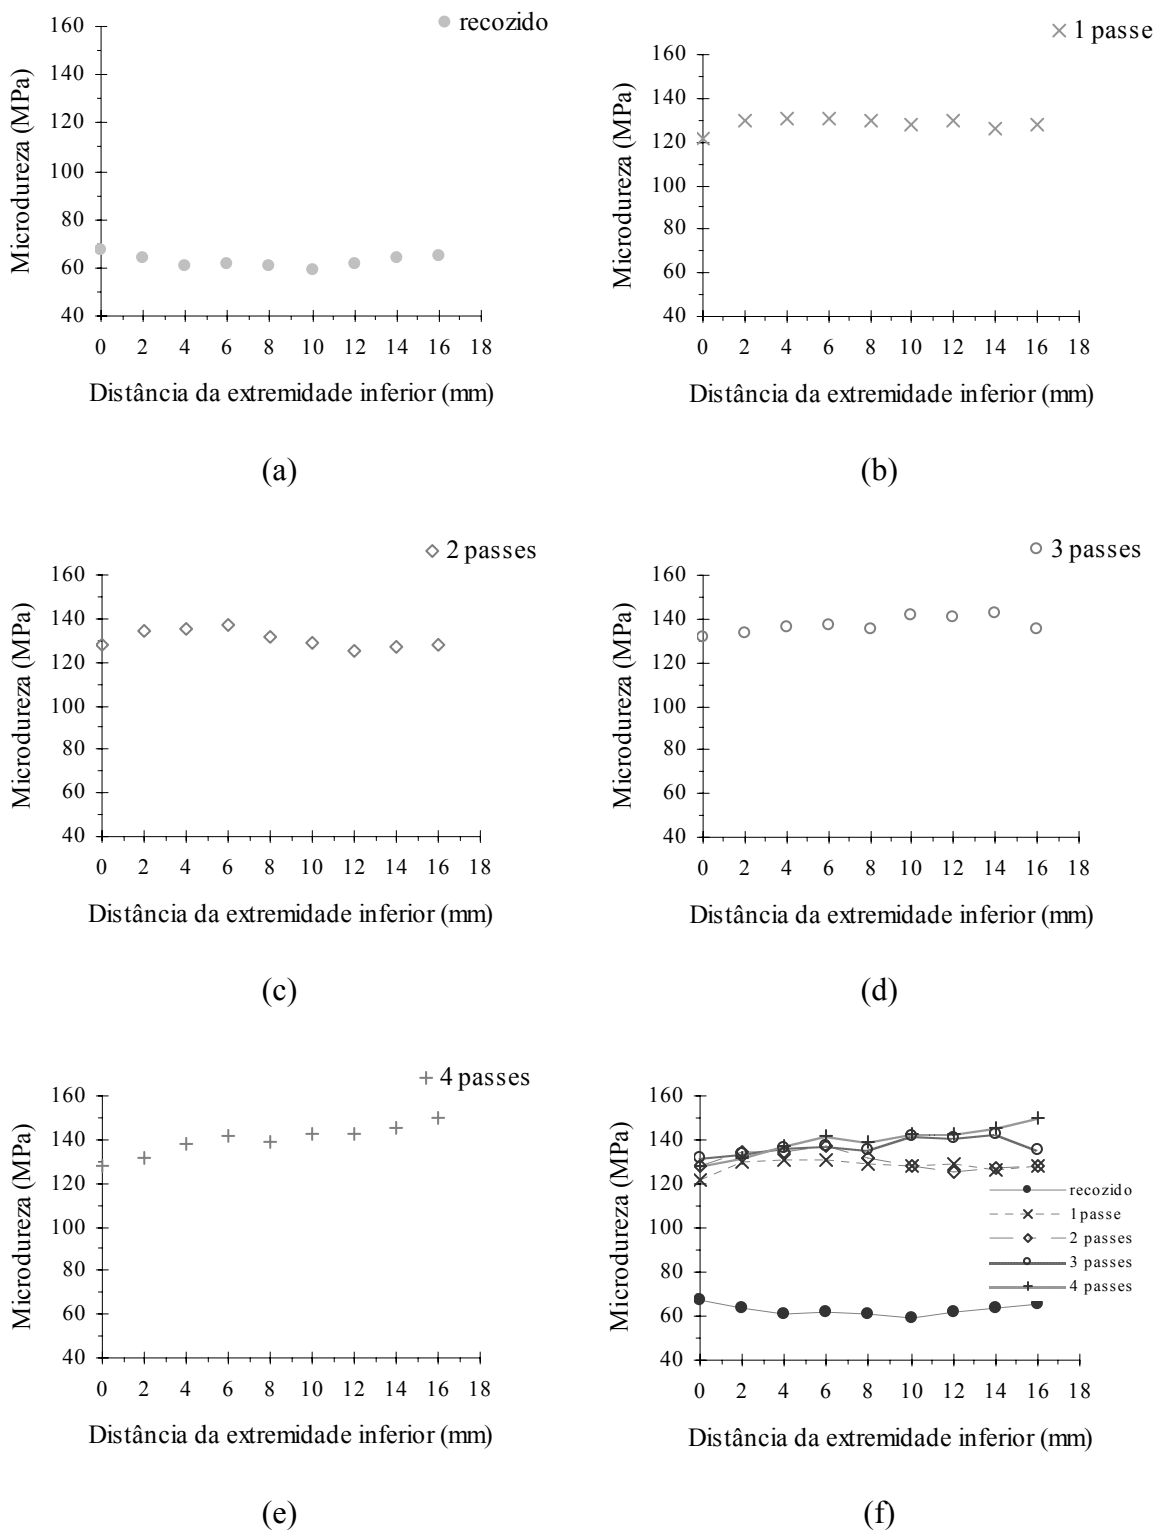 recozido
160
140
120
100
80
60
40
Microdureza (MPa)
0 2 4 6 8 10 12 14 16 18
Distância da extremidade inferior (mm)
(a)
1 passe
160
140
120
100
80
60
40
Microdureza (MPa)
0 2 4 6 8 10 12 14 16 18
Distância da extremidade inferior (mm)
(b)
2 passes
160
140
120
100
80
60
40
Microdureza (MPa)
0 2 4 6 8 10 12 14 16 18
Distância da extremidade inferior (mm)
(c)
3 passes
160
140
120
100
80
60
40
Microdureza (MPa)
0 2 4 6 8 10 12 14 16 18
Distância da extremidade inferior (mm)
(d)
4 passes
160
140
120
100
80
60
40
Microdureza (MPa)
0 2 4 6 8 10 12 14 16 18
Distância da extremidade inferior (mm)
(e)
160
140
120
100
80
60
40
Microdureza (MPa)
recozido
1 passe
2 passes
3 passes
4 passes
0 2 4 6 8 10 12 14 16 18
Distância da extremidade inferior (mm)
(f)